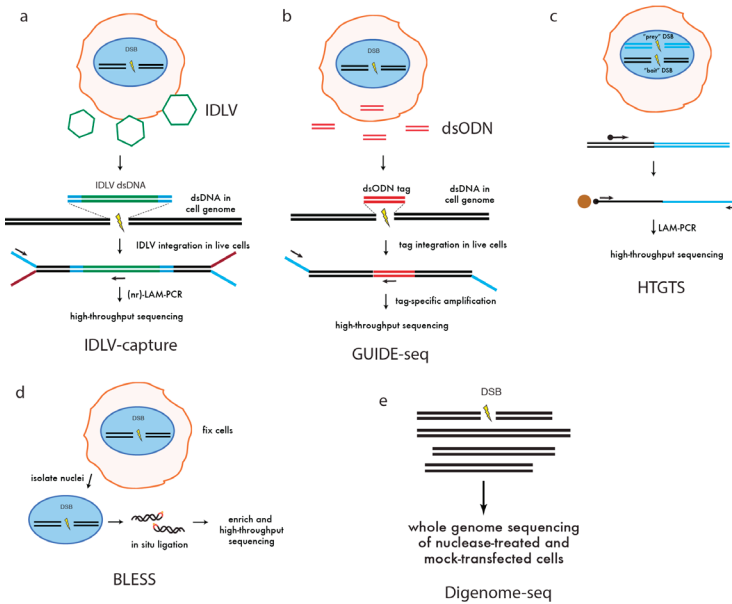 a
DSB
IDLV
IDLV dsDNA
dsDNA in
cell genome
IDLV integration in live cells
(nr)-LAM-PCR
high-throughput sequencing
IDLV-capture
b
DSB
dsODN
dsODN tag
dsDNA in
cell genome
tag integration in live cells
tag-specific amplification
high-throughput sequencing
GUIDE-seq
c
"prey" DSB
"bait" DSB
LAM-PCR
high-throughput sequencing
HTGTS
d
DSB
fix cells
isolate nuclei
DSB
in situ ligation
enrich and
high-throughput
sequencing
BLESS
e
DSB
whole genome sequencing
of nuclease-treated and
mock-transfected cells
Digenome-seq